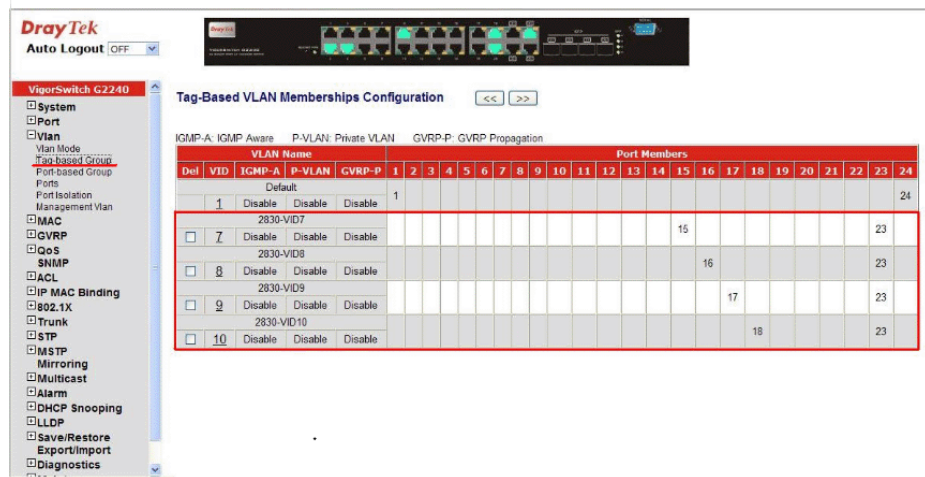 DrayTek
Auto Logout OFF
VigorSwitch G2240
System
Port
Vlan
Vlan Mode
Tag-based Group
Port-based Group
Ports
Port Isolation
Management Vlan
MAC
GVRP
QoS
SNMP
ACL
IP MAC Binding
802.1X
Trunk
STP
MSTP
Mirroring
Multicast
Alarm
DHCP Snooping
LLDP
Save/Restore
Export/Import
Diagnostics
Tag-Based VLAN Memberships Configuration << >>
IGMP-A: IGMP Aware P-VLAN: Private VLAN GVRP-P: GVRP Propagation
VLAN Name Port Members
Del VID IGMP-A P-VLAN GVRP-P 1 2 3 4 5 6 7 8 9 10 11 12 13 14 15 16 17 18 19 20 21 22 23 24
Default
1 Disable Disable Disable 1 24
2830-VID7
7 Disable Disable Disable 15 23
2830-VID8
8 Disable Disable Disable 16 23
2830-VID9
9 Disable Disable Disable 17 23
2830-VID10
10 Disable Disable Disable 18 23